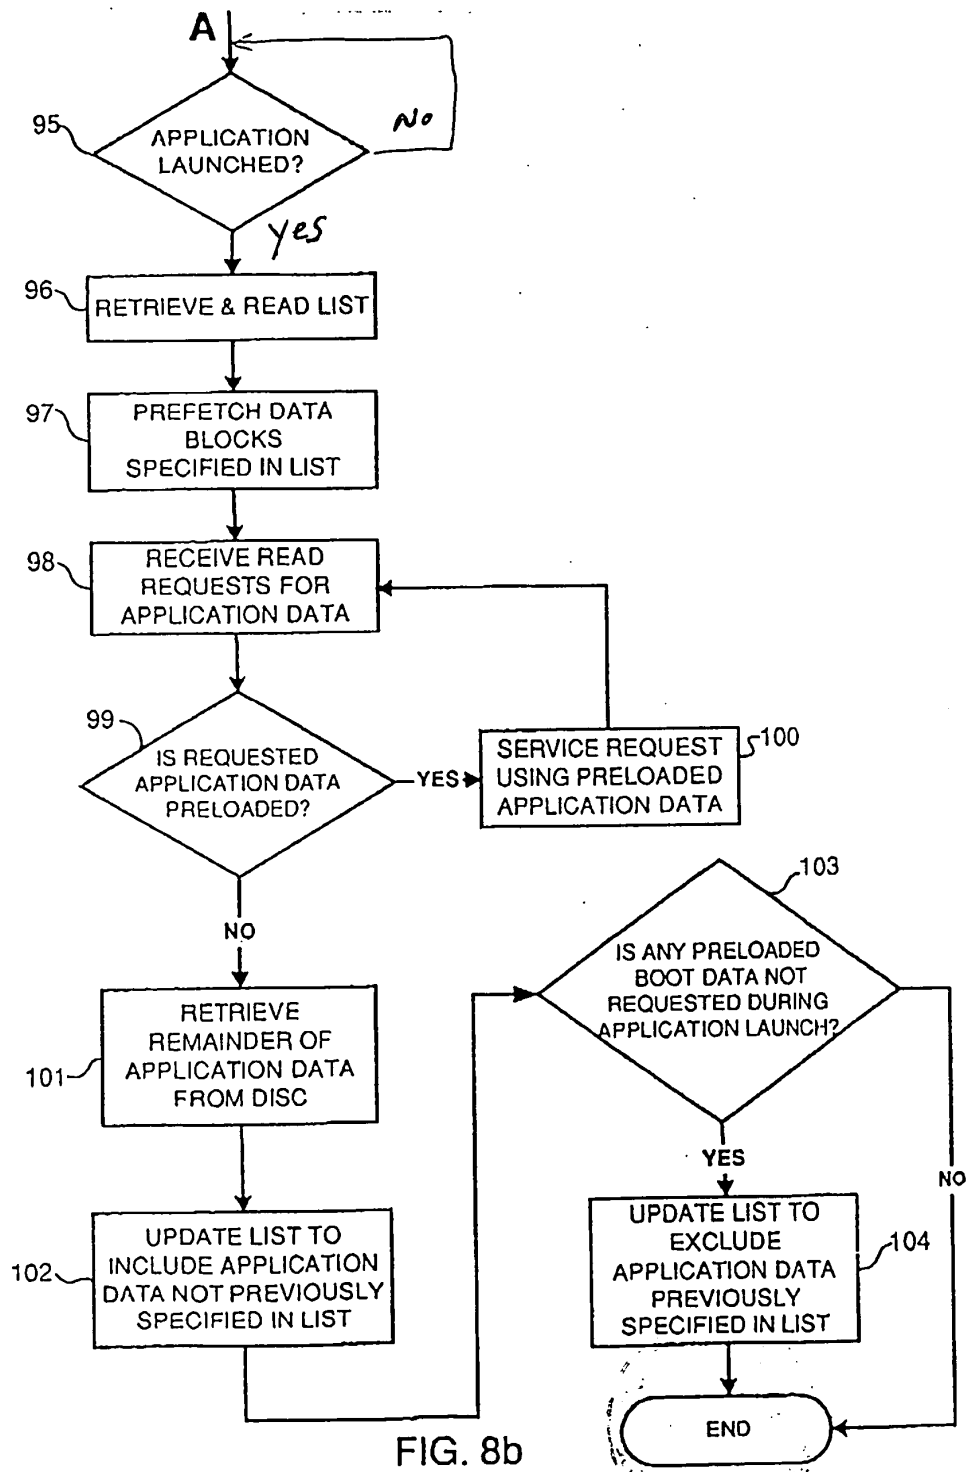 A
95
APPLICATION
LAUNCHED?
No
Yes
96
RETRIEVE & READ LIST
97
PREFETCH DATA
BLOCKS
SPECIFIED IN LIST
98
RECEIVE READ
REQUESTS FOR
APPLICATION DATA
99
IS REQUESTED
APPLICATION DATA
PRELOADED?
YES
SERVICE REQUEST
USING PRELOADED
APPLICATION DATA
100
NO
101
RETRIEVE
REMAINDER OF
APPLICATION DATA
FROM DISC
102
UPDATE LIST TO
INCLUDE APPLICATION
DATA NOT PREVIOUSLY
SPECIFIED IN LIST
103
IS ANY PRELOADED
BOOT DATA NOT
REQUESTED DURING
APPLICATION LAUNCH?
YES
NO
UPDATE LIST TO
EXCLUDE
APPLICATION DATA
PREVIOUSLY
SPECIFIED IN LIST
104
END
FIG. 8b